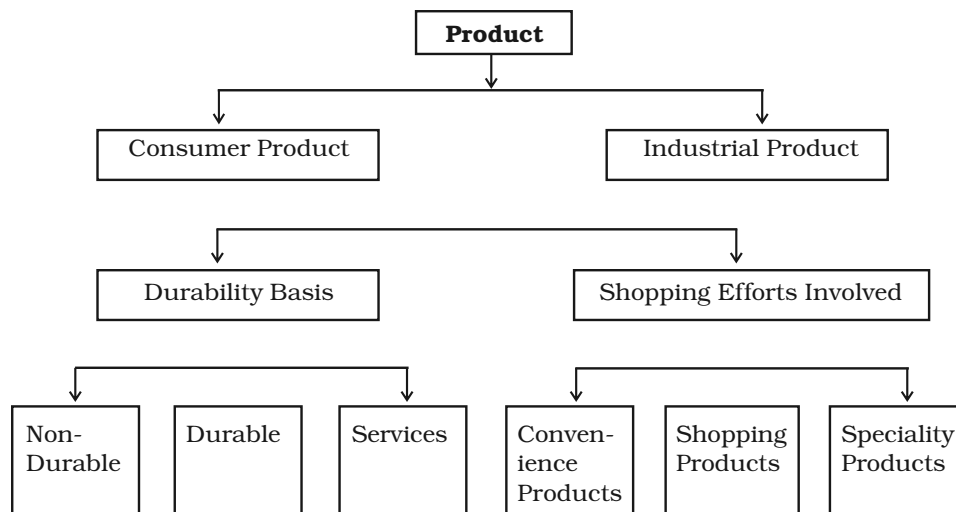 Product
Consumer Product
Industrial Product
Durability Basis
Shopping Efforts Involved
Non-
Durable
Durable
Services
Conven-
ience
Products
Shopping
Products
Speciality
Products